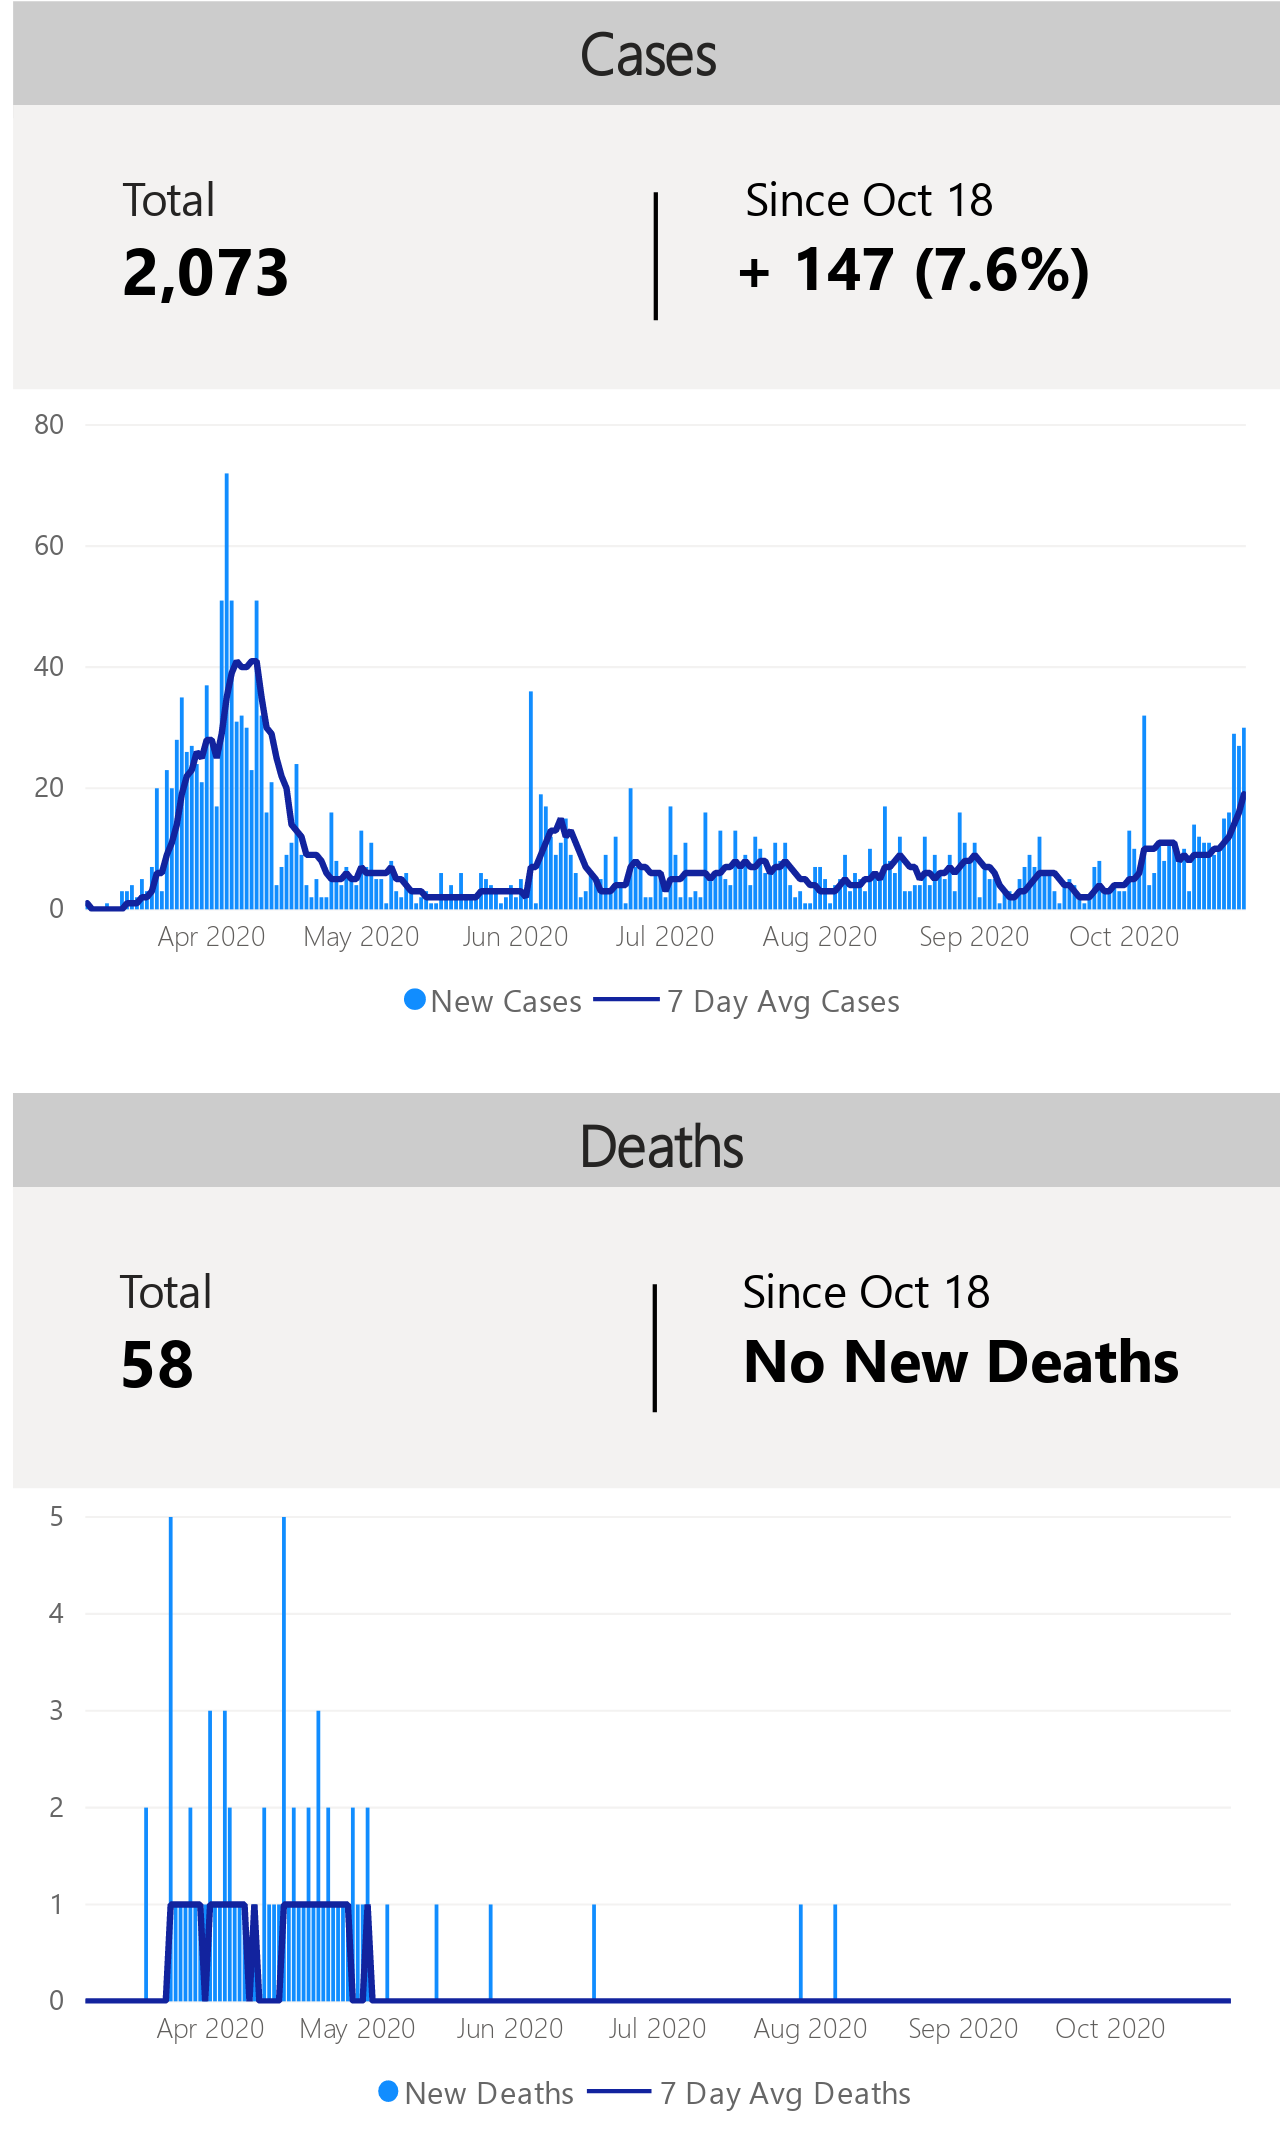 Cases
Total
Since Oct 18
2,073
+ 147 (7.6%)
80
60
40
20
0
Apr 2020 May 2020 Jun 2020 Jul 2020 Aug 2020 Sep 2020 Oct 2020
New Cases 7 Day Avg Cases
Deaths
Total
Since Oct 18
58
No New Deaths
5
4
3
2
1
0
Apr 2020 May 2020 Jun 2020 Jul 2020 Aug 2020 Sep 2020 Oct 2020
New Deaths 7 Day Avg Deaths